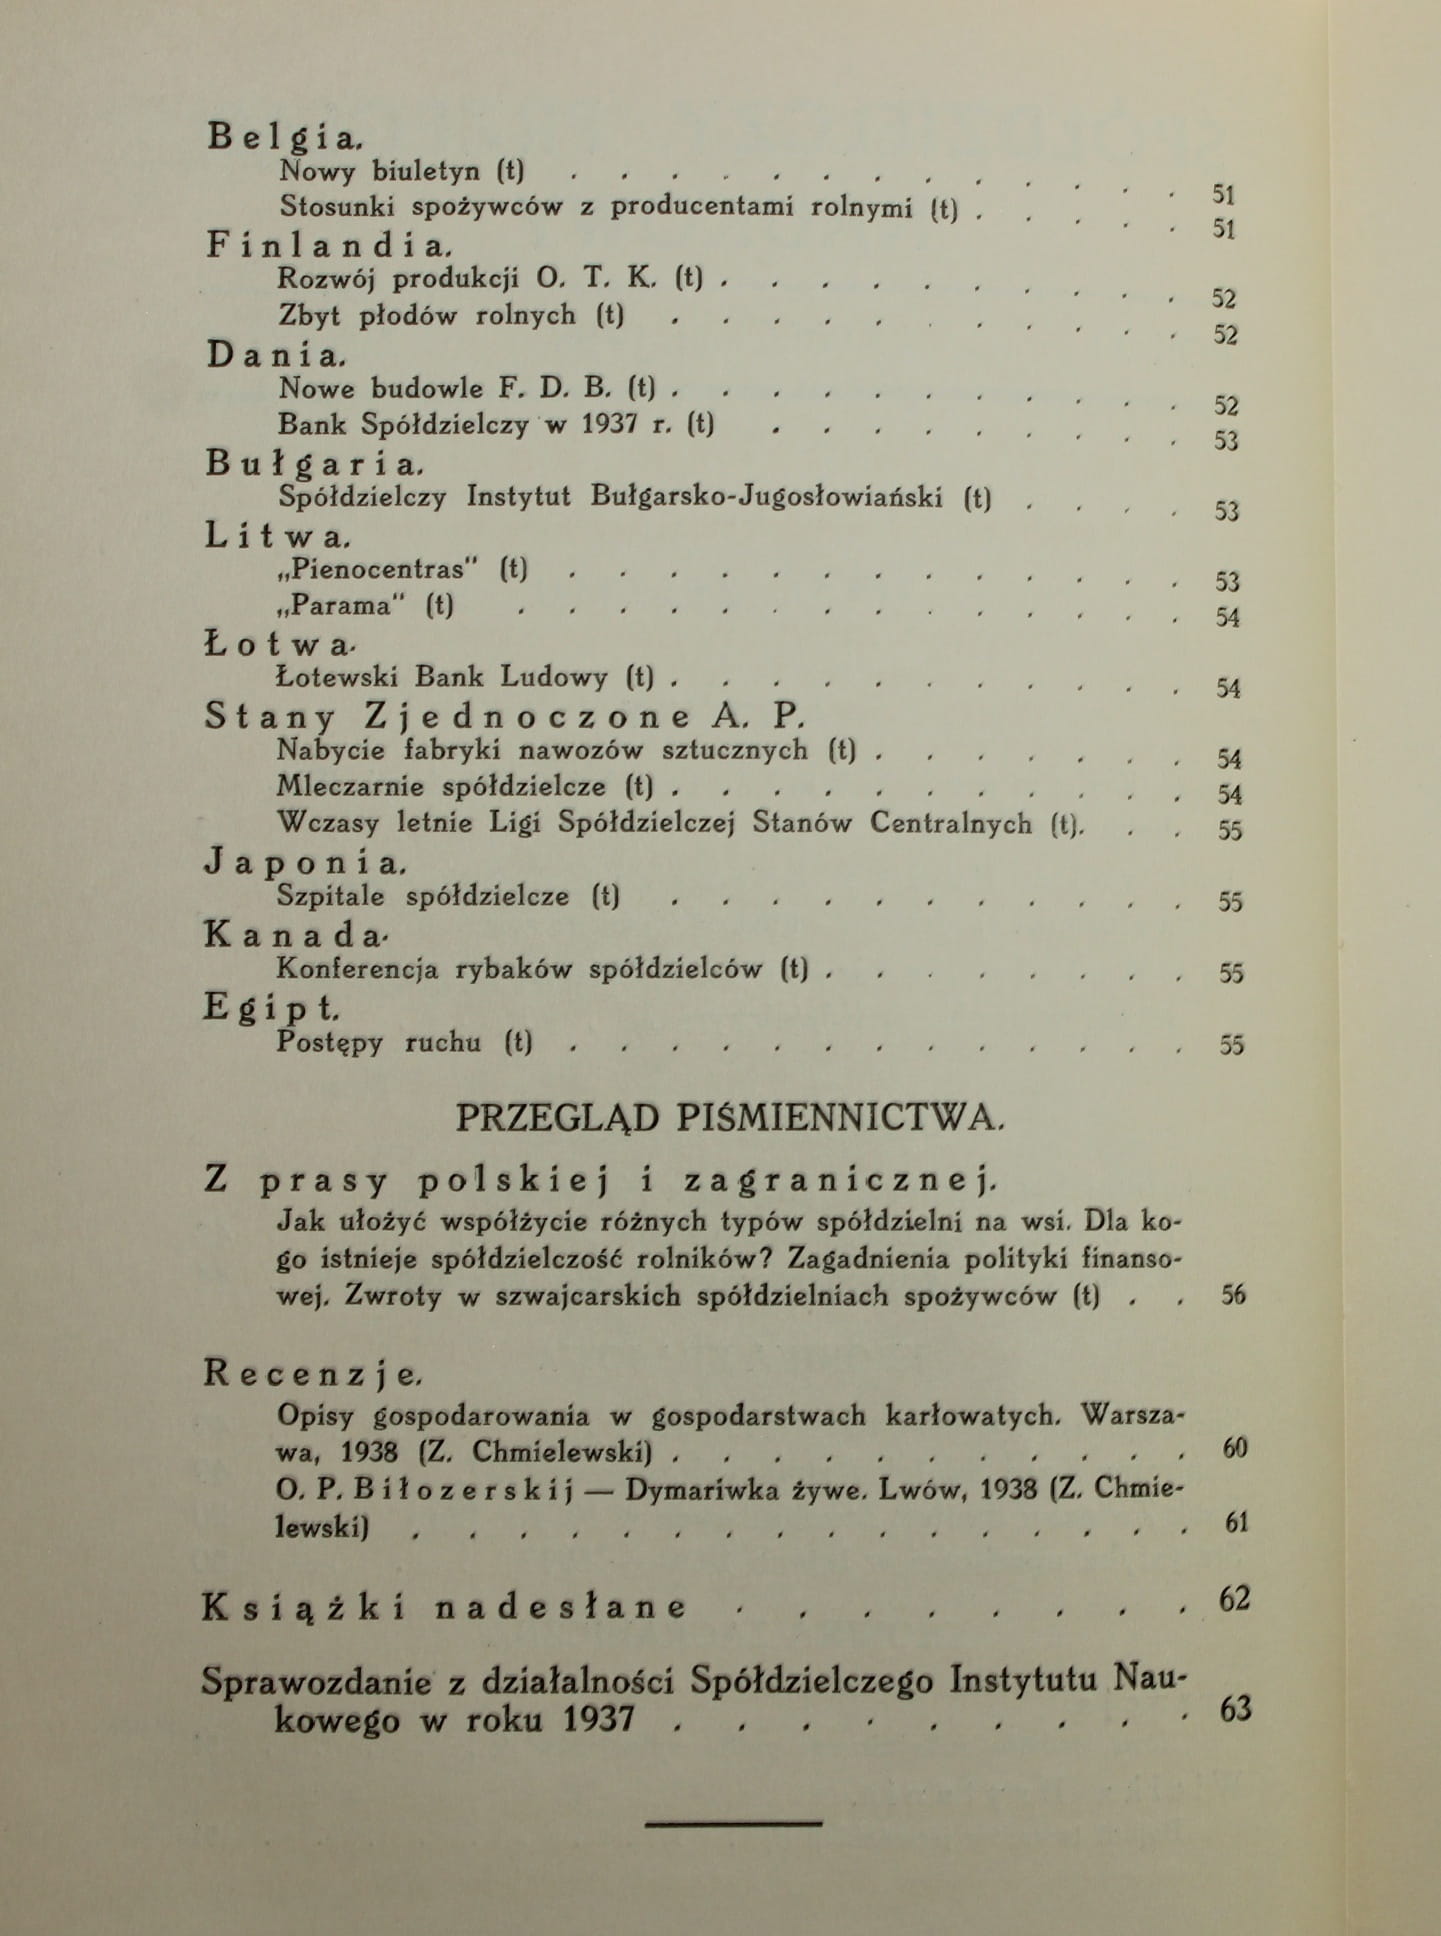 Belgia.
Nowy biuletyn (t) . . . . . . . . . . . . . 51
Stosunki spożywców z producentami rolnymi (t) . . . . . 51
Finlandia.
Rozwój produkcji O. T. K. (t) . . . . . . . . . . 52
Zbyt płodów rolnych (t) . . . . . . . . . . . 52
Dania.
Nowe budowle F. D. B. (t) . . . . . . . . . . . 52
Bank Spółdzielczy w 1937 r. (t) . . . . . . . . . 53
Bułgaria.
Spółdzielczy Instytut Bułgarsko-Jugosłowiański (t) . . . . 53
Litwa.
„Pienocentras" (t) . . . . . . . . . . . . . 53
„Parama" (t) . . . . . . . . . . . . . . 54
Łotwa.
Łotewski Bank Ludowy (t) . . . . . . . . . . . 54
Stany Zjednoczone A. P.
Nabycie fabryki nawozów sztucznych (t) . . . . . . . 54
Mleczarnie spółdzielcze (t) . . . . . . . . . . . 54
Wczasy letnie Ligi Spółdzielczej Stanów Centralnych (t). . . 55
Japonia.
Szpitale spółdzielcze (t) . . . . . . . . . . . 55
Kanada.
Konferencja rybaków spółdzielców (t) . . . . . . . . 55
Egipt.
Postępy ruchu (t) . . . . . . . . . . . . . 55
PRZEGLĄD PIŚMIENNICTWA.
Z prasy polskiej i zagranicznej.
Jak ułożyć współżycie różnych typów spółdzielni na wsi. Dla ko-
go istnieje spółdzielczość rolników? Zagadnienia polityki finanso-
wej. Zwroty w szwajcarskich spółdzielniach spożywców (t) . . 56
Recenzje.
Opisy gospodarowania w gospodarstwach karłowatych. Warsza-
wa, 1938 (Z. Chmielewski) . . . . . . . . . . . 60
O. P. Biłozerskij — Dymariwka żywe. Lwów, 1938 (Z. Chmie-
lewski) . . . . . . . . . . . . . . . . 61
Książki nadesłane . . . . . . . . 62
Sprawozdanie z działalności Spółdzielczego Instytutu Nau-
kowego w roku 1937 . . . . . . . . . 63